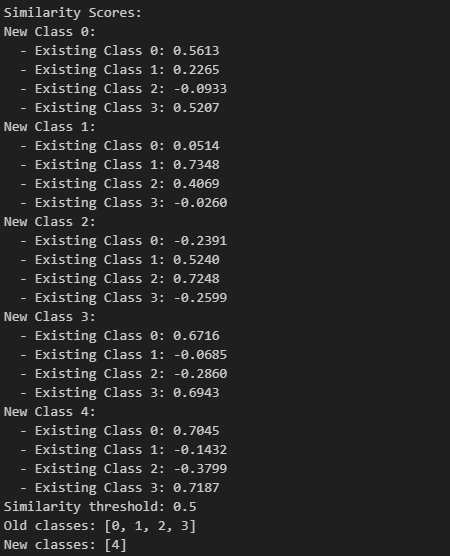 Similarity Scores:
New Class 0:
  - Existing Class 0: 0.5613
  - Existing Class 1: 0.2265
  - Existing Class 2: -0.0933
  - Existing Class 3: 0.5207
New Class 1:
  - Existing Class 0: 0.0514
  - Existing Class 1: 0.7348
  - Existing Class 2: 0.4069
  - Existing Class 3: -0.0260
New Class 2:
  - Existing Class 0: -0.2391
  - Existing Class 1: 0.5240
  - Existing Class 2: 0.7248
  - Existing Class 3: -0.2599
New Class 3:
  - Existing Class 0: 0.6716
  - Existing Class 1: -0.0685
  - Existing Class 2: -0.2860
  - Existing Class 3: 0.6943
New Class 4:
  - Existing Class 0: 0.7045
  - Existing Class 1: -0.1432
  - Existing Class 2: -0.3799
  - Existing Class 3: 0.7187
Similarity threshold: 0.5
Old classes: [0, 1, 2, 3]
New classes: [4]